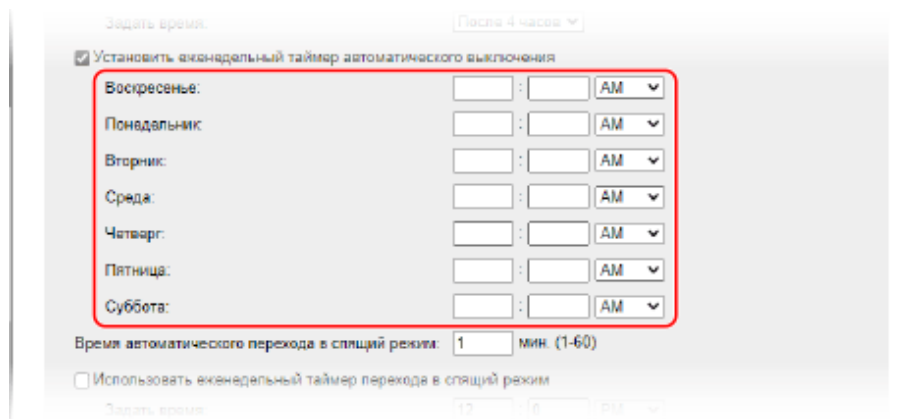 Задать время: После 4 часов
Установить еженедельный таймер автоматического выключения
Воскресенье: : AM
Понедельник: : AM
Вторник: : AM
Среда: : AM
Четверг: : AM
Пятница: : AM
Суббота: : AM
Время автоматического перехода в спящий режим: 1 мин. (1-60)
Использовать еженедельный таймер перехода в спящий режим
Задать время: 12 : 0 PM